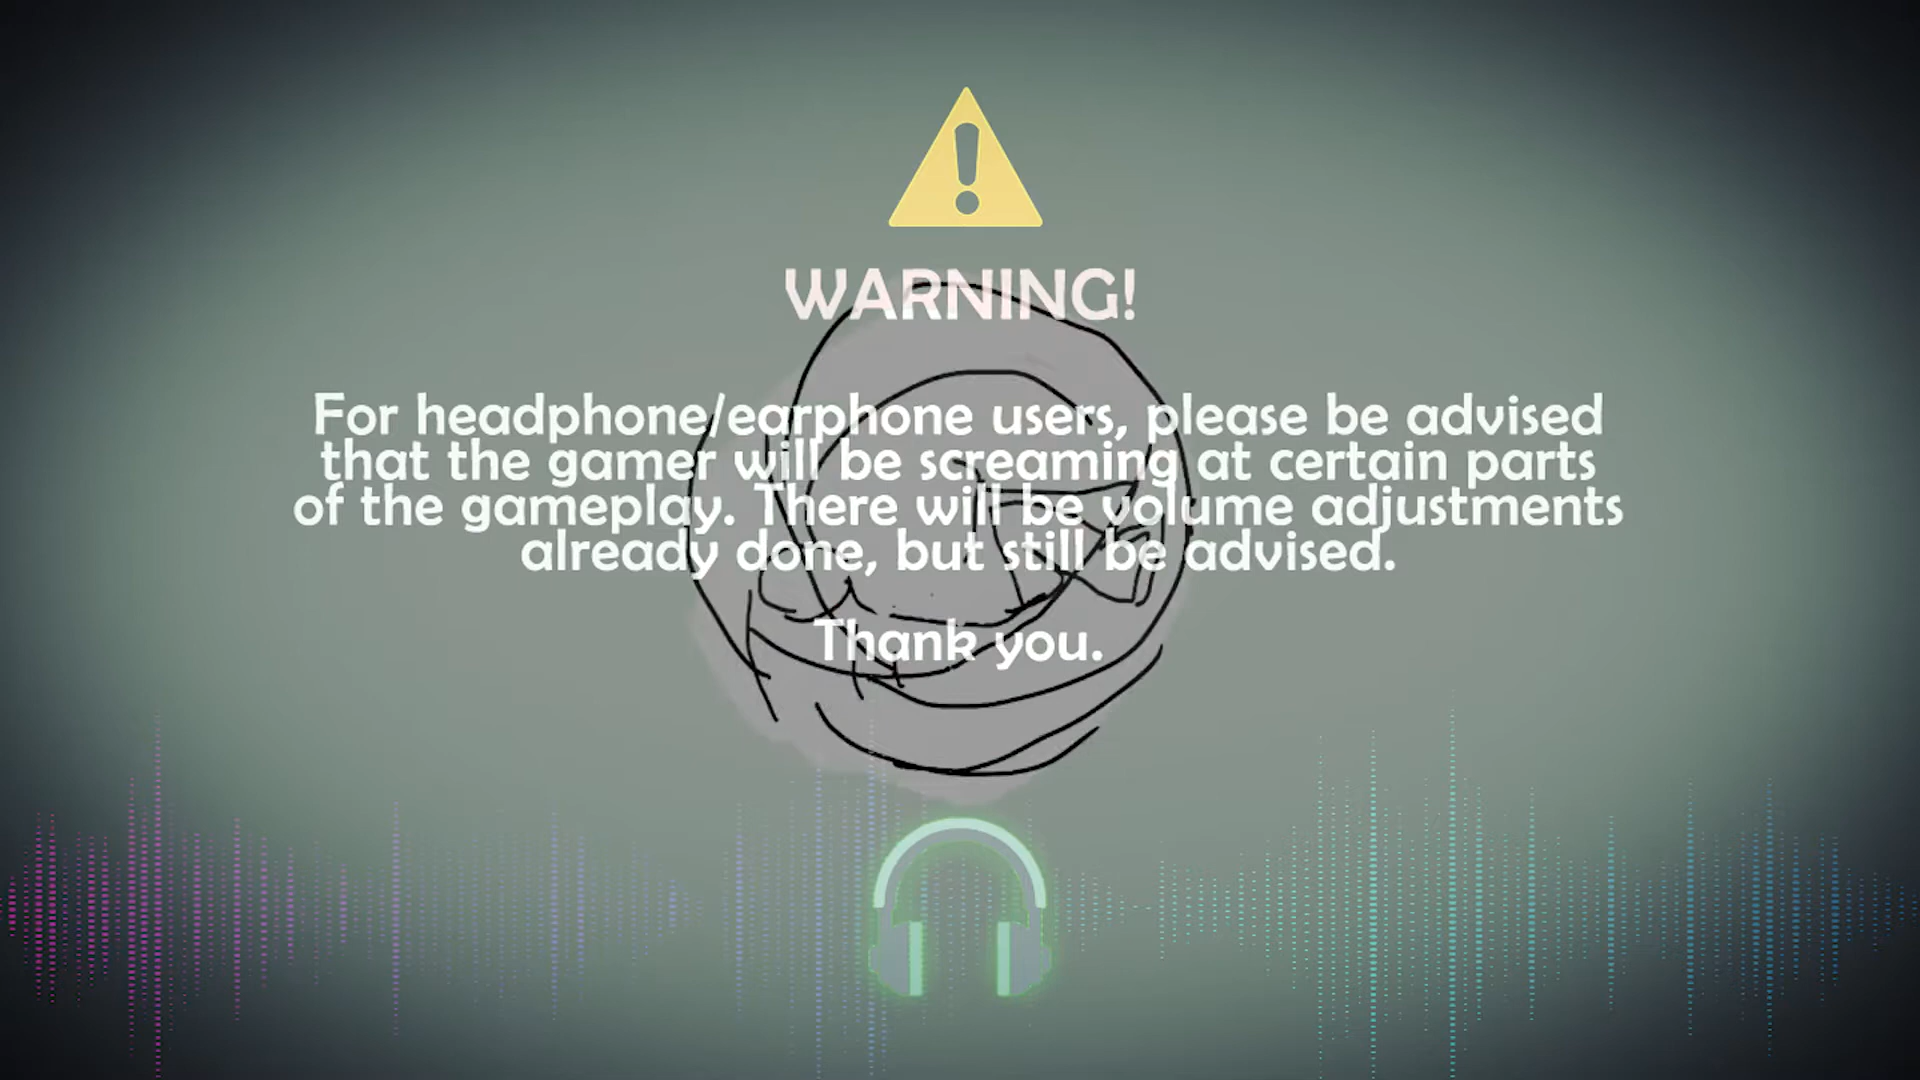 WARNING!
For headphone/earphone users, please be advised
that the gamer will be screaming at certain parts
of the gameplay. There will be volume adjustments
already done, but still be advised.
Thank you.